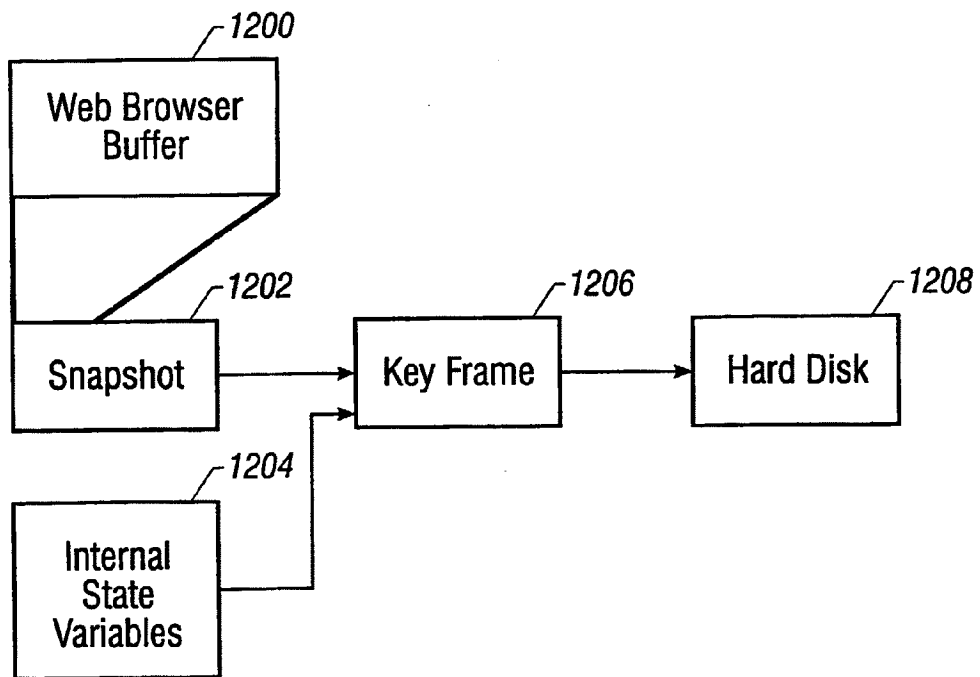 1200
Web Browser
Buffer
1202
Snapshot
1206
Key Frame
1208
Hard Disk
1204
Internal
State
Variables